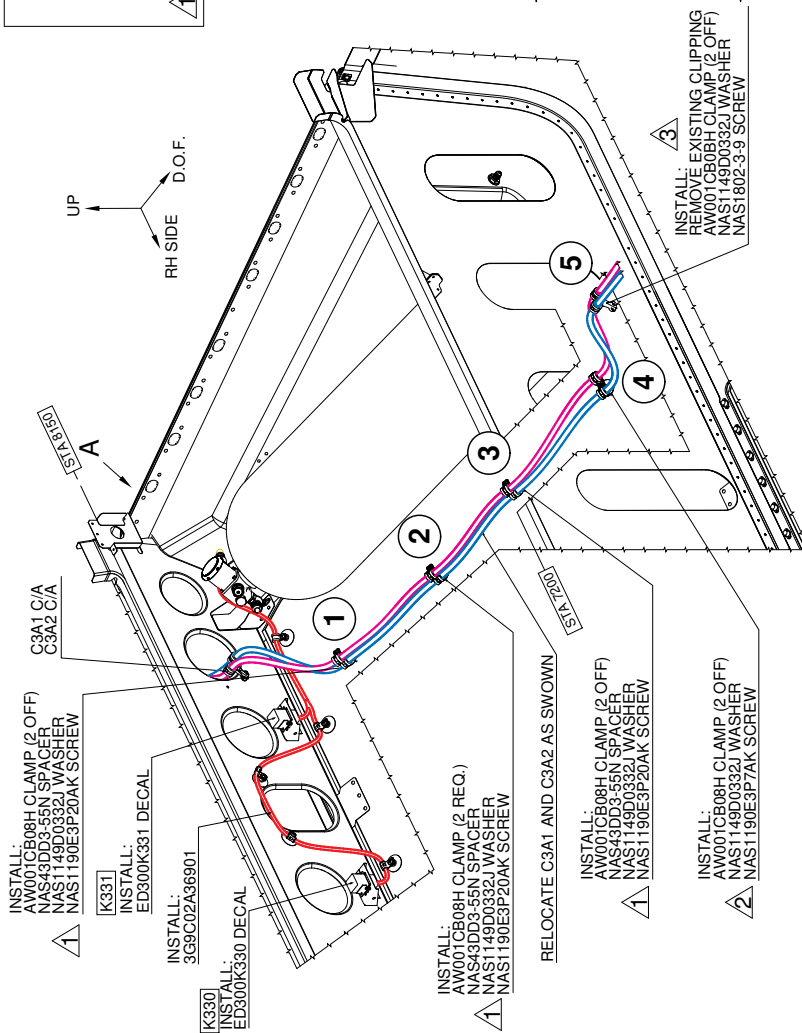 1
UP
RH SIDE
D.O.F.
STA 8150
A
C3A1 C/A
C3A2 C/A
INSTALL:
AW001CB08H CLAMP (2 OFF)
NAS43DD3-55N SPACER
NAS1149D0332J WASHER
NAS1190E3P20AK SCREW
1
K331
INSTALL:
ED300K331 DECAL
INSTALL:
3G9C02A36901
K330
INSTALL:
ED300K330 DECAL
INSTALL:
AW001CB08H CLAMP (2 REQ.)
NAS43DD3-55N SPACER
NAS1149D0332J WASHER
NAS1190E3P20AK SCREW
1
RELOCATE C3A1 AND C3A2 AS SWOWN
INSTALL:
AW001CB08H CLAMP (2 OFF)
NAS43DD3-55N SPACER
NAS1149D0332J WASHER
NAS1190E3P20AK SCREW
1
INSTALL:
AW001CB08H CLAMP (2 OFF)
NAS1149D0332J WASHER
NAS1190E3P7AK SCREW
2
3
INSTALL:
REMOVE EXISTING CLIPPING
AW001CB0BH CLAMP (2 OFF)
NAS1149D0332J WASHER
NAS1802-3-9 SCREW
STA 7200
1
2
3
4
5